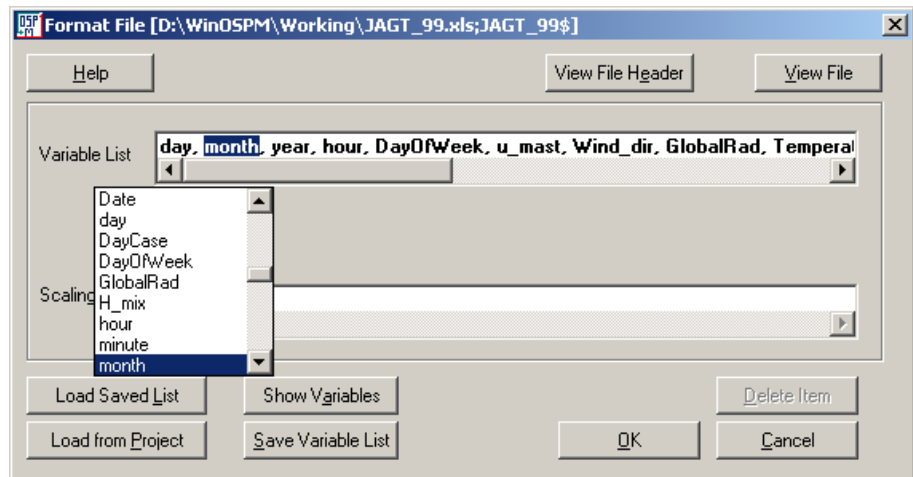 OSPM Format File [D:\WinOSPM\Working\JAGT_99.xls;JAGT_99$]
Help View File Header View File
Variable List day, month, year, hour, DayOfWeek, u_mast, Wind_dir, GlobalRad, Temperat
Date
day
DayCase
DayOfWeek
GlobalRad
Scaling H_mix
hour
minute
month
Load Saved List Show Variables Delete Item
Load from Project Save Variable List OK Cancel